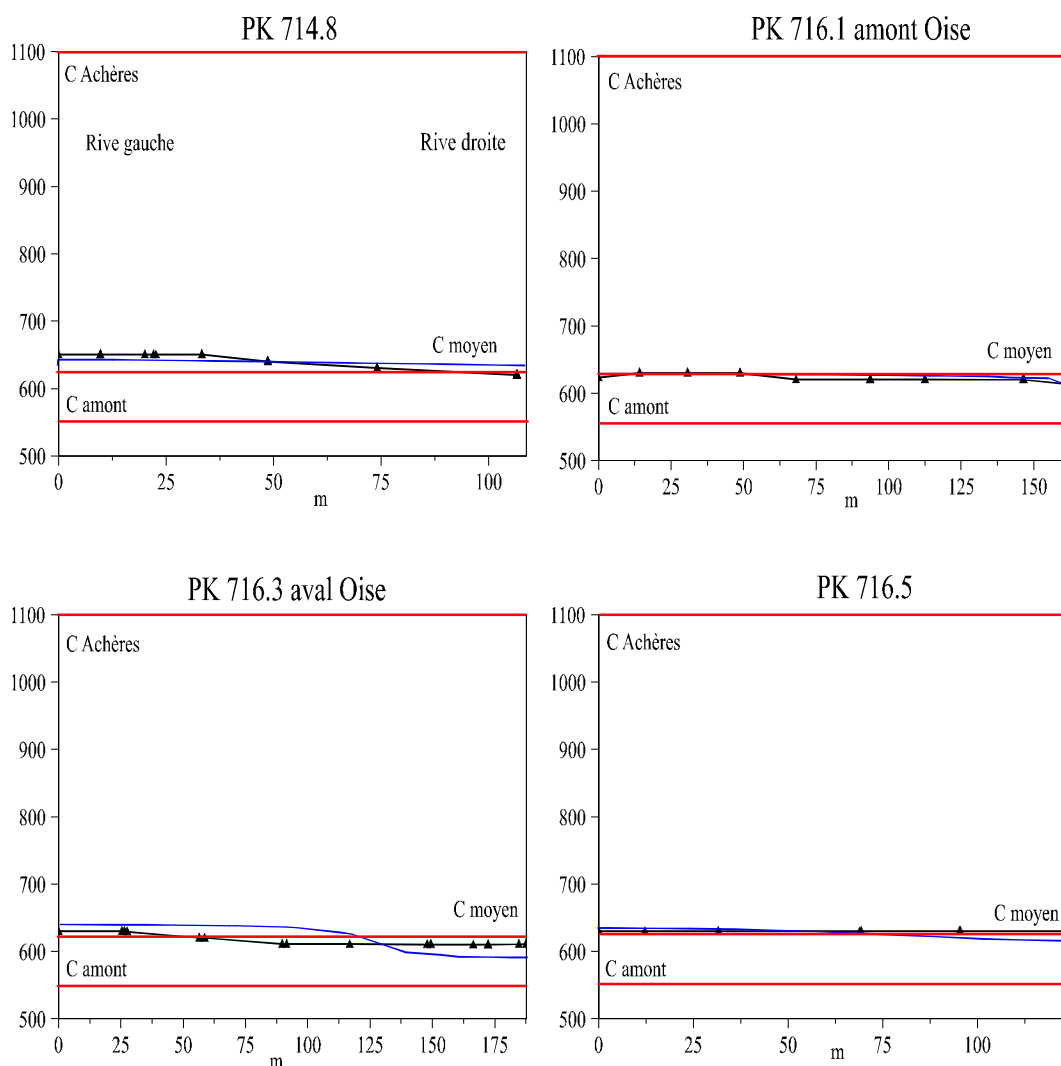 PK 714.8
1100
C Achères
1000
Rive gauche Rive droite
900
800
700
C moyen
600
C amont
500
0 25 50 75 100
m
PK 716.1 amont Oise
1100
C Achères
1000
900
800
700
C moyen
600
C amont
500
0 25 50 75 100 125 150
m
PK 716.3 aval Oise
1100
C Achères
1000
900
800
700
C moyen
600
C amont
500
0 25 50 75 100 125 150 175
m
PK 716.5
1100
C Achères
1000
900
800
700
C moyen
600
C amont
500
0 25 50 75 100
m